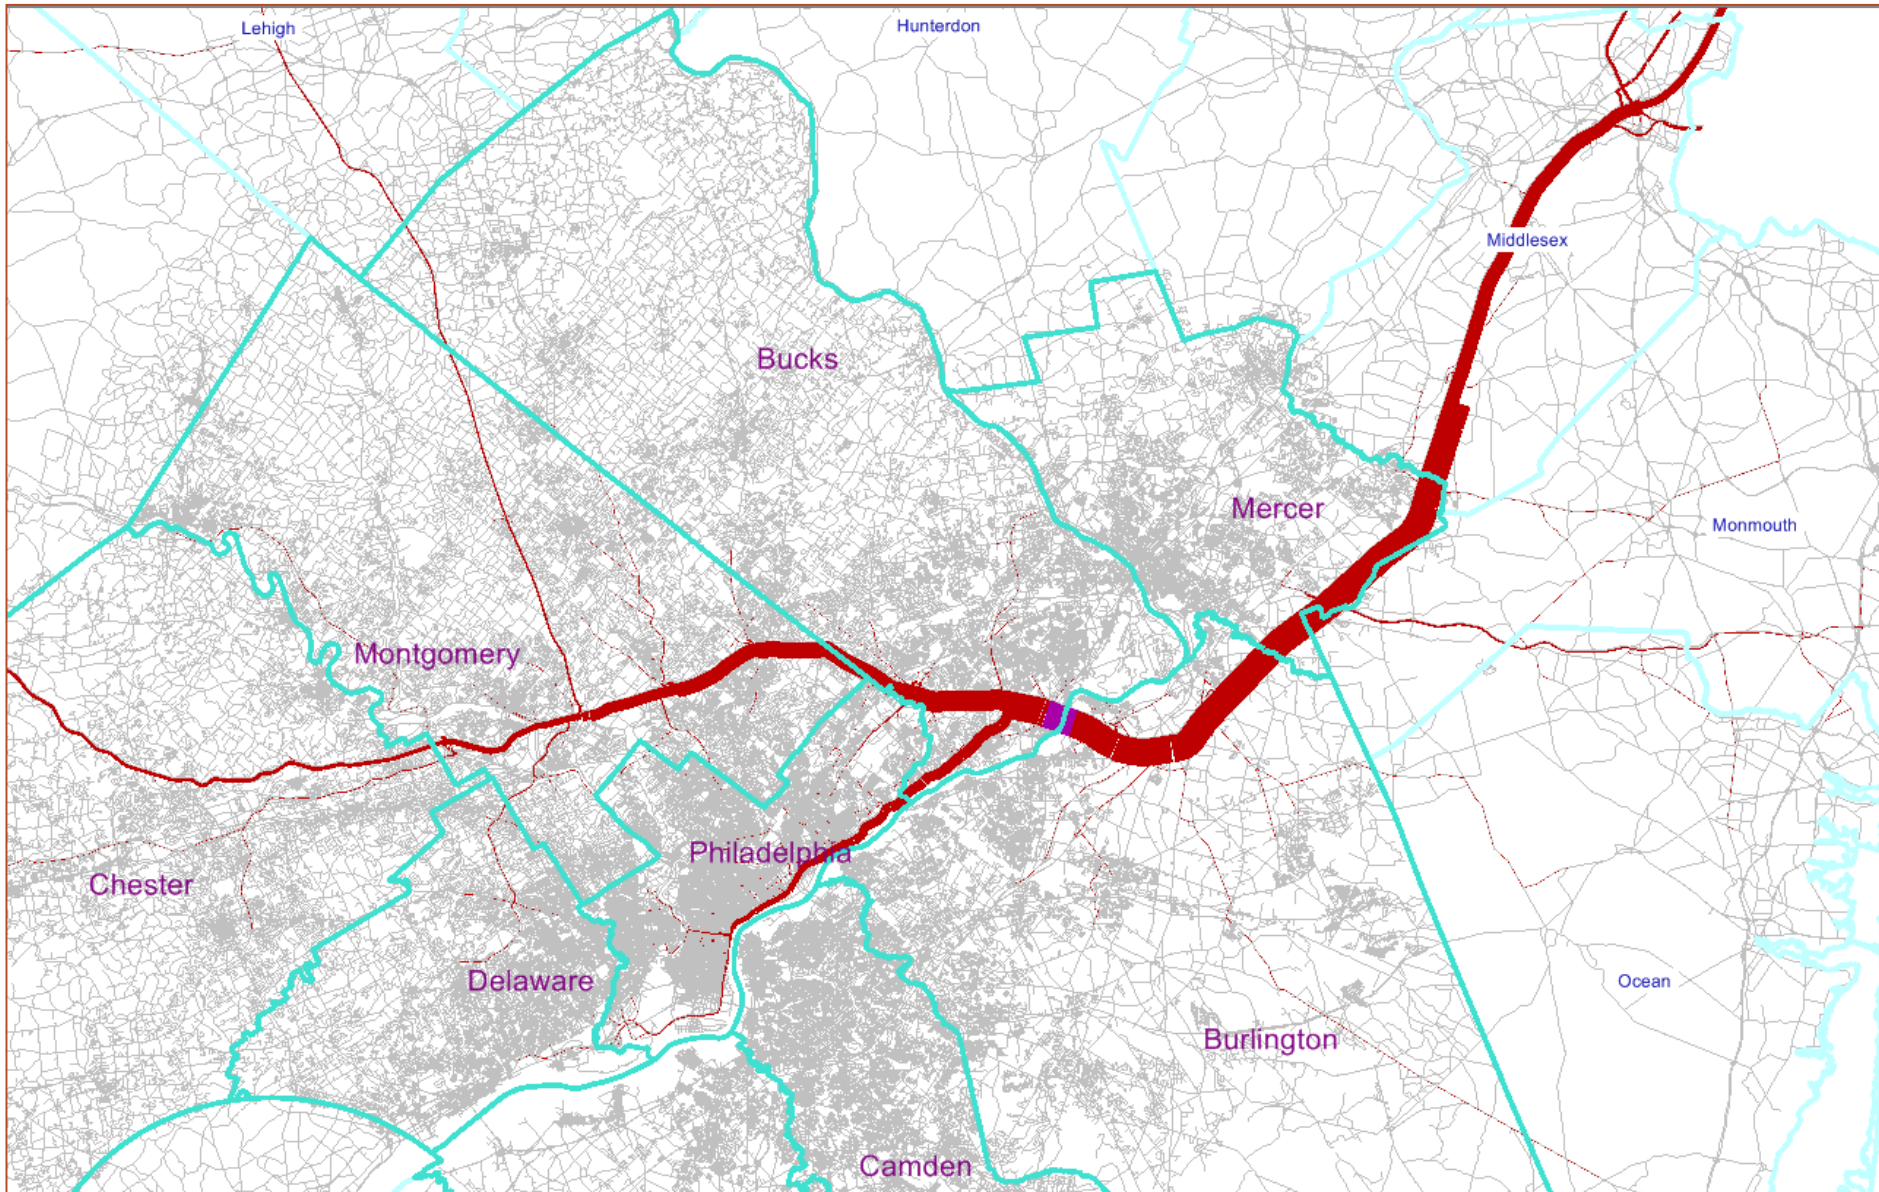 Hunterdon
Lehigh
Middlesex
Bucks
Mercer
Monmouth
Montgomery
Philadelphia
Chester
Delaware
Ocean
Burlington
Camden